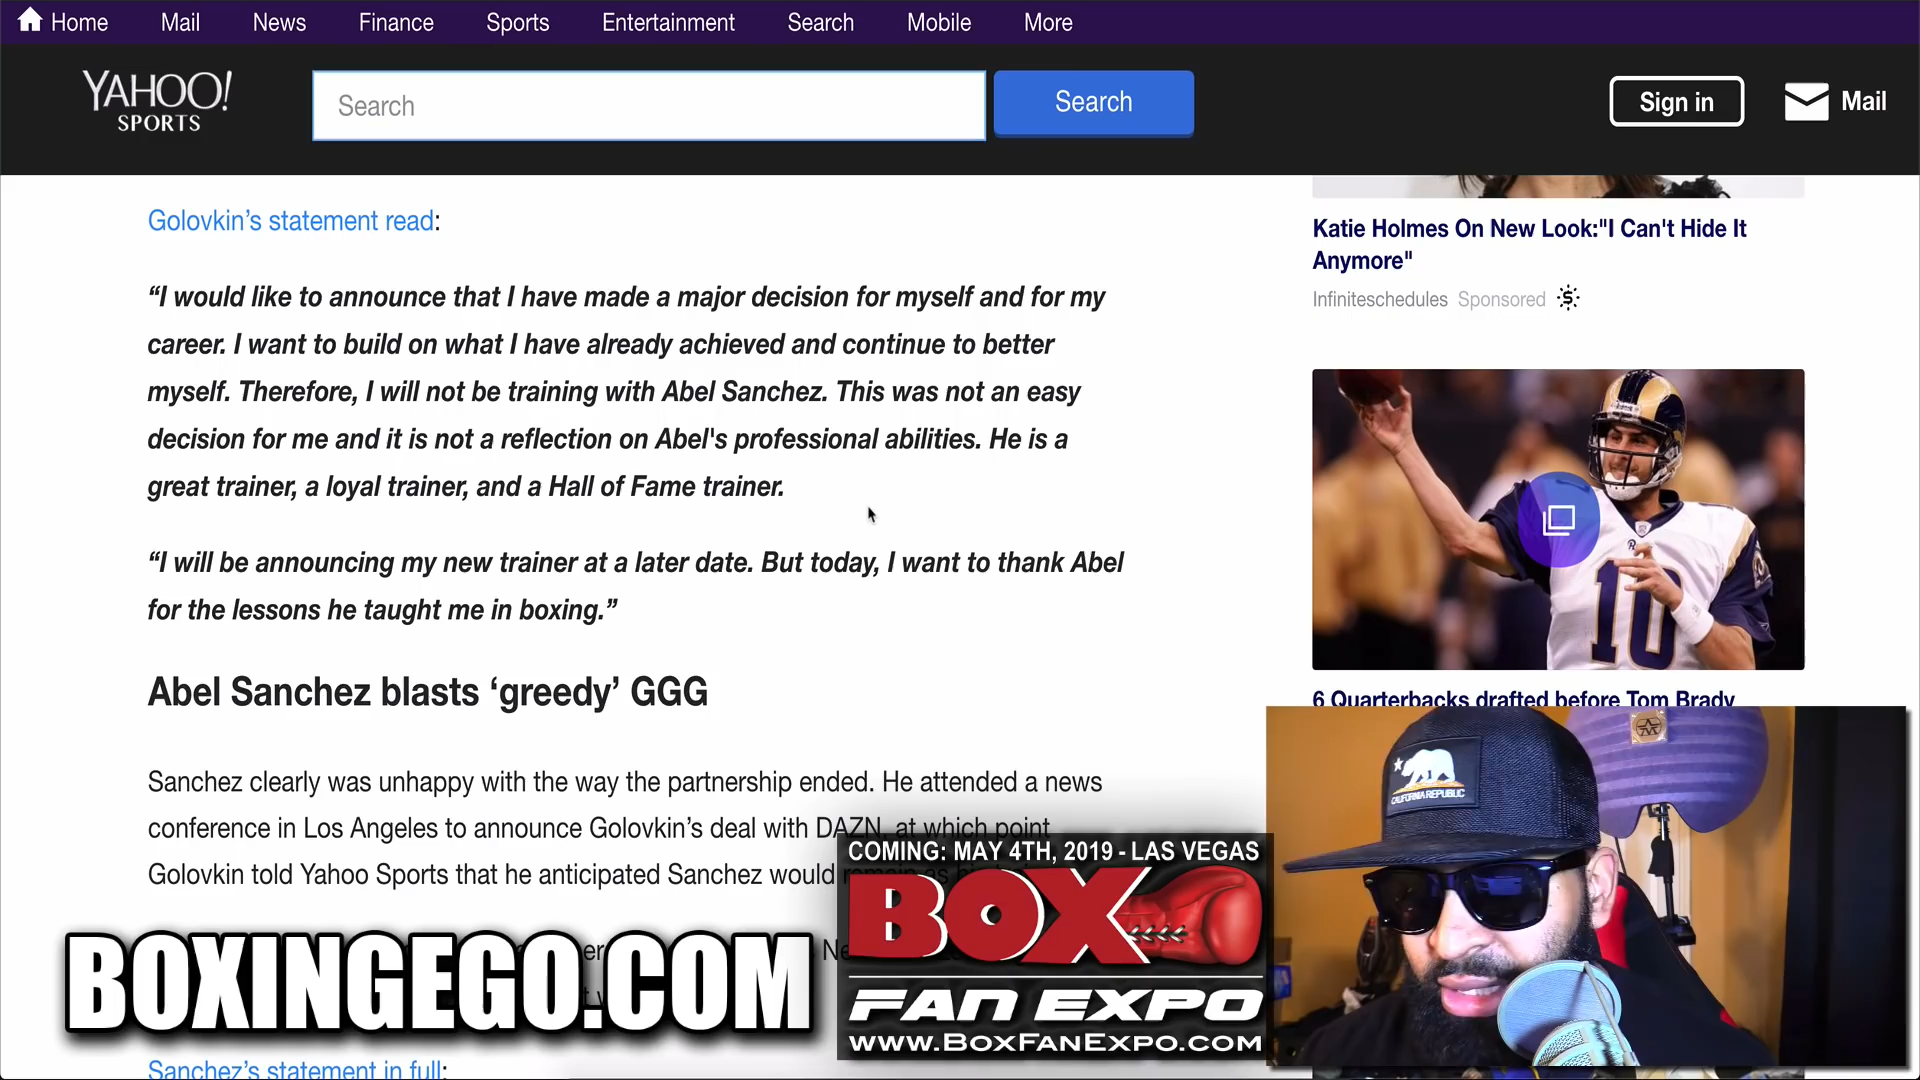 Home Mail News Finance Sports Entertainment Search Mobile More
YAHOO!
SPORTS
Search
Search
Sign in
Mail
Golovkin’s statement read:
“I would like to announce that I have made a major decision for myself and for my
career. I want to build on what I have already achieved and continue to better
myself. Therefore, I will not be training with Abel Sanchez. This was not an easy
decision for me and it is not a reflection on Abel's professional abilities. He is a
great trainer, a loyal trainer, and a Hall of Fame trainer.
“I will be announcing my new trainer at a later date. But today, I want to thank Abel
for the lessons he taught me in boxing.”
Abel Sanchez blasts ‘greedy’ GGG
Sanchez clearly was unhappy with the way the partnership ended. He attended a news
conference in Los Angeles to announce Golovkin’s deal with DAZN, at which point
Golovkin told Yahoo Sports that he anticipated Sanchez would remain as
Sanchez’s statement in full:
Katie Holmes On New Look:"I Can't Hide It
Anymore"
Infiniteschedules Sponsored
10
6 Quarterbacks drafted before Tom Brady
BOXINGEGO.COM
COMING: MAY 4TH, 2019 - LAS VEGAS
BOX
FAN EXPO
www.BoxFanExpo.com
CALIFORNIA REPUBLIC